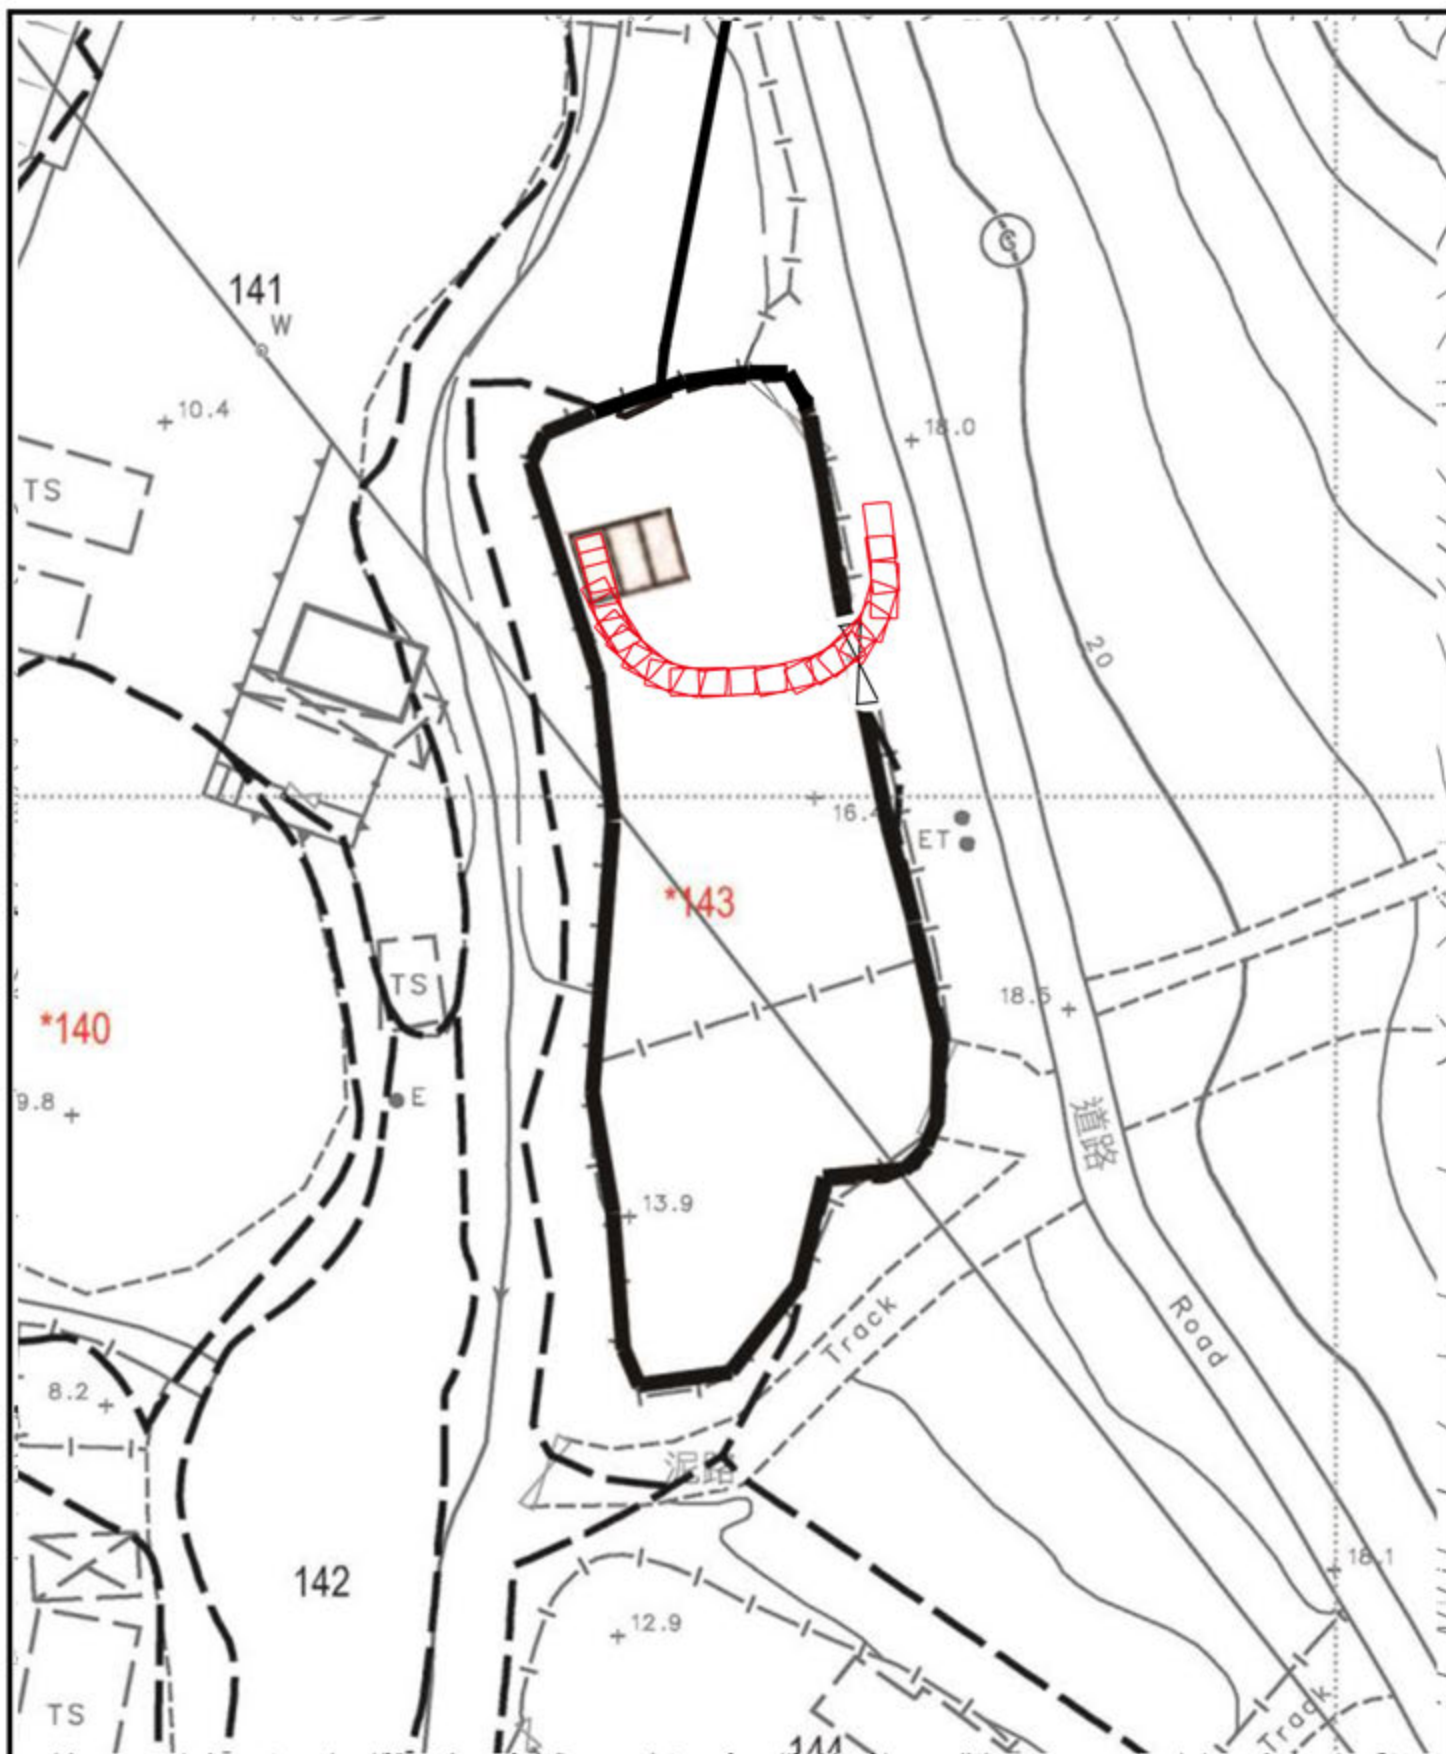 141
W
+10.4
TS
+18.0
20
16.4
ET
*143
TS
18.5+
*140
E
9.8+
道路
+13.9
Track
Road
8.2+
泥路
142
18.1
+12.9
TS
Track
144